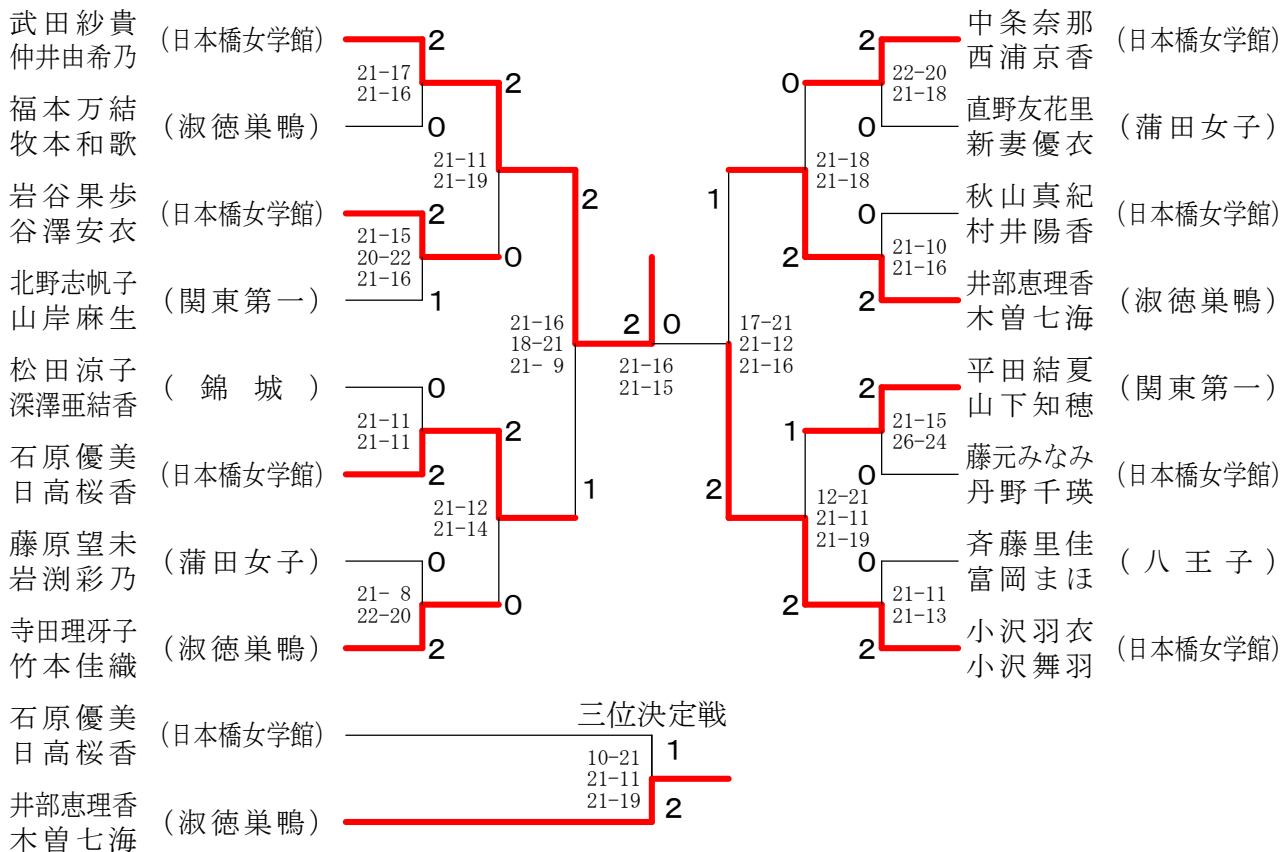 武田紗貴
仲井由希乃
(日本橋女学館)
2
21-17
21-16
福本万結
牧本和歌
(淑徳巣鴨)
0
2
21-11
21-19
岩谷果歩
谷澤安衣
(日本橋女学館)
2
21-15
20-22
21-16
0
北野志帆子
山岸麻生
(関東第一)
1
2
21-16
18-21
21- 9
松田涼子
深澤亜結香
(錦城)
0
21-11
21-11
石原優美
日高桜香
(日本橋女学館)
2
2
21-12
21-14
1
藤原望未
岩渕彩乃
(蒲田女子)
0
21- 8
22-20
0
寺田理冴子
竹本佳織
(淑徳巣鴨)
2
2
0
21-16
21-15
中条奈那
西浦京香
(日本橋女学館)
2
22-20
21-18
直野友花里
新妻優衣
(蒲田女子)
0
0
21-18
21-18
秋山真紀
村井陽香
(日本橋女学館)
0
21-10
21-16
2
井部恵理香
木曽七海
(淑徳巣鴨)
2
1
17-21
21-12
21-16
平田結夏
山下知穂
(関東第一)
2
21-15
26-24
藤元みなみ
丹野千瑛
(日本橋女学館)
0
1
12-21
21-11
21-19
2
斉藤里佳
富岡まほ
(八王子)
0
21-11
21-13
2
小沢羽衣
小沢舞羽
(日本橋女学館)
2
三位決定戦
石原優美
日高桜香
(日本橋女学館)
1
10-21
21-11
21-19
井部恵理香
木曽七海
(淑徳巣鴨)
2